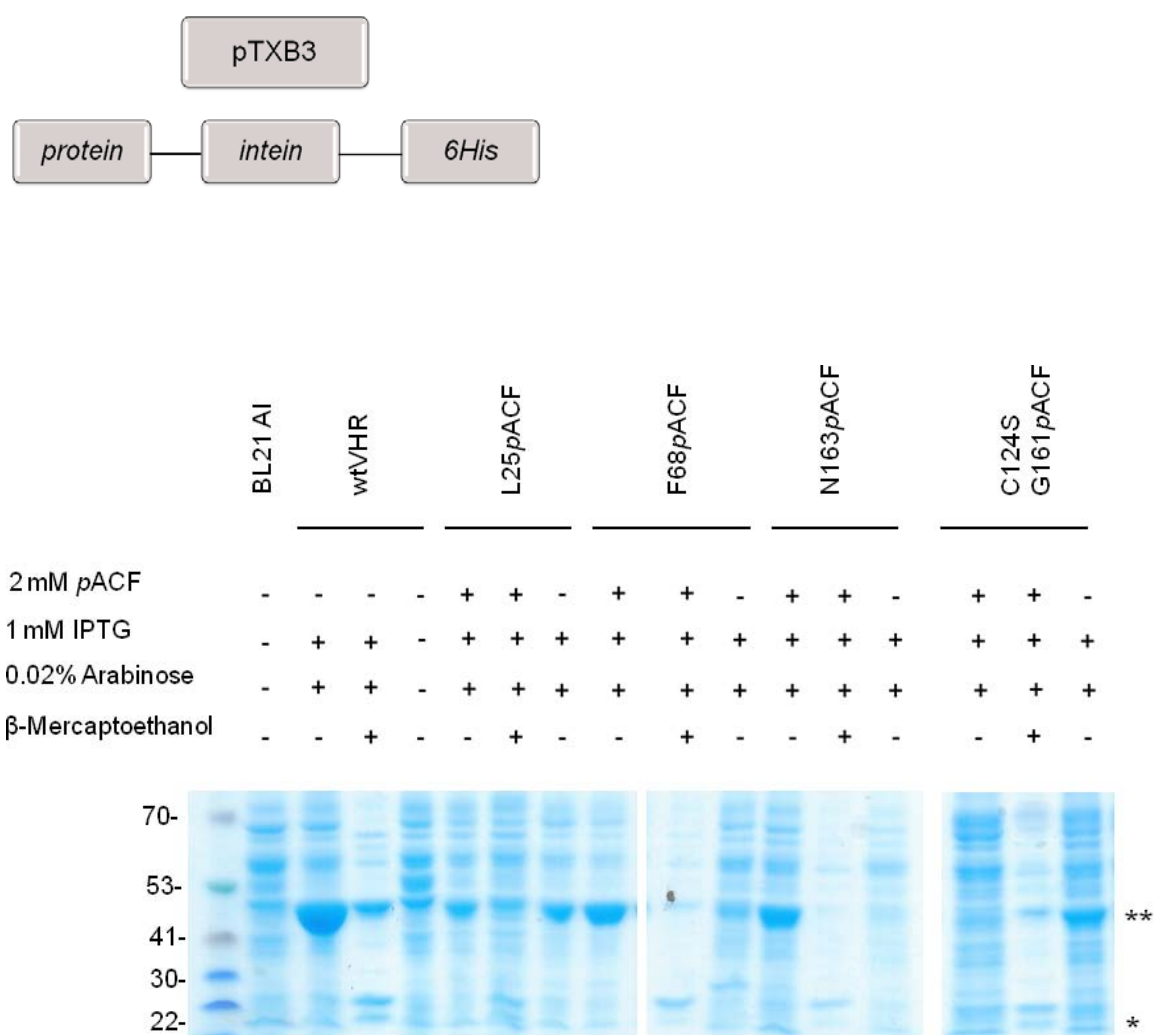 pTXB3
protein intein 6His
BL21 AI
wtVHR
L25pACF
F68pACF
N163pACF
C124S
G161pACF
2 mM pACF - - - - + + - + + - + + - + + -
1 mM IPTG - + + - + + + + + + + + + + + +
0.02% Arabinose - + + - + + + + + + + + + + + +
β-Mercaptoethanol - - + - - + - - + - - + - - + -
70-
53-
41-
30-
22-
**
*